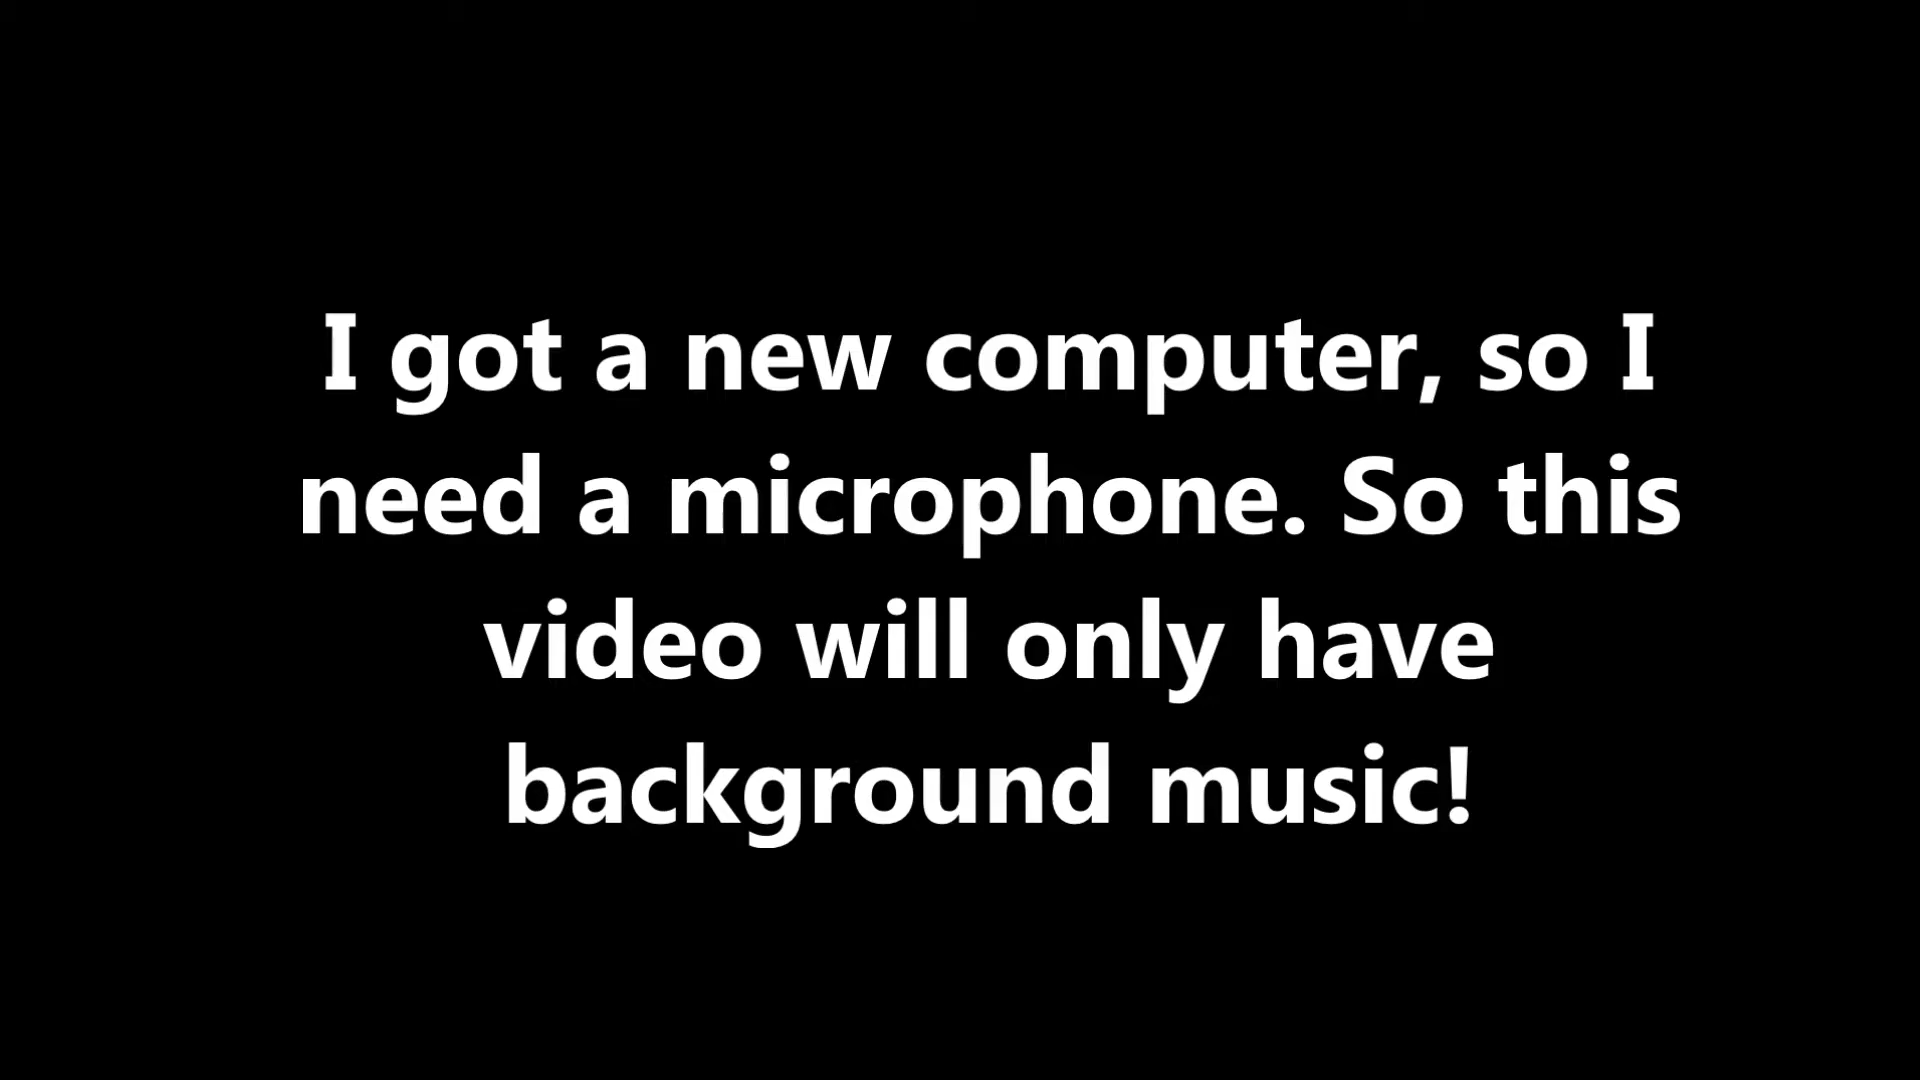 I got a new computer, so I
need a microphone. So this
video will only have
background music!